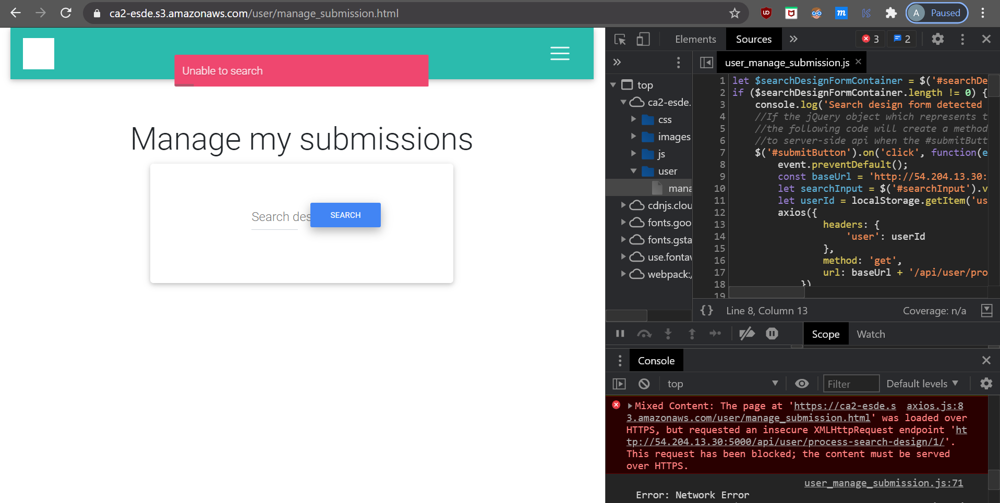 ca2-esde.s3.amazonaws.com/user/manage_submission.html
A Paused
Unable to search
Manage my submissions
Search des
SEARCH
Elements Sources 3 2
user_manage_submission.js
top
ca2-esde.
css
images
js
user
mana
cdnjs.clou
fonts.goo
fonts.gsta
use.fontaw
webpack:/
1 let $searchDesignFormContainer = $('#searchDe
2 if ($searchDesignFormContainer.length != 0) {
3 console.log('Search design form detected
4 //If the jQuery object which represents t
5 //the following code will create a method
6 //to server-side api when the #submitButt
7 $('#submitButton').on('click', function(e
8 event.preventDefault();
9 const baseUrl = 'http://54.204.13.30:
10 let searchInput = $('#searchInput').v
11 let userId = localStorage.getItem('us
12 axios({
13 headers: {
14 'user': userId
15 },
16 method: 'get',
17 url: baseUrl + '/api/user/pro
18 })
19
{} Line 8, Column 13 Coverage: n/a
Scope Watch
Console
top Filter Default levels
Mixed Content: The page at 'https://ca2-esde.s axios.js:8
3.amazonaws.com/user/manage_submission.html' was loaded over
HTTPS, but requested an insecure XMLHttpRequest endpoint 'ht
tp://54.204.13.30:5000/api/user/process-search-design/1/'.
This request has been blocked; the content must be served
over HTTPS.
user_manage_submission.js:71
Error: Network Error